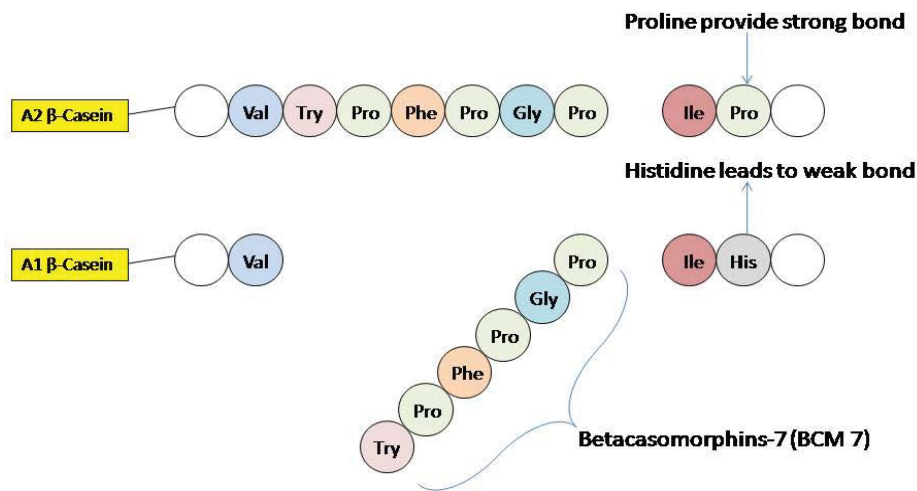 Proline provide strong bond
A2 β-Casein
Val Try Pro Phe Pro Gly Pro
Ile Pro
Histidine leads to weak bond
A1 β-Casein
Val
Pro
Ile His
Gly
Pro
Phe
Pro
Try
Betacasomorphins-7 (BCM 7)